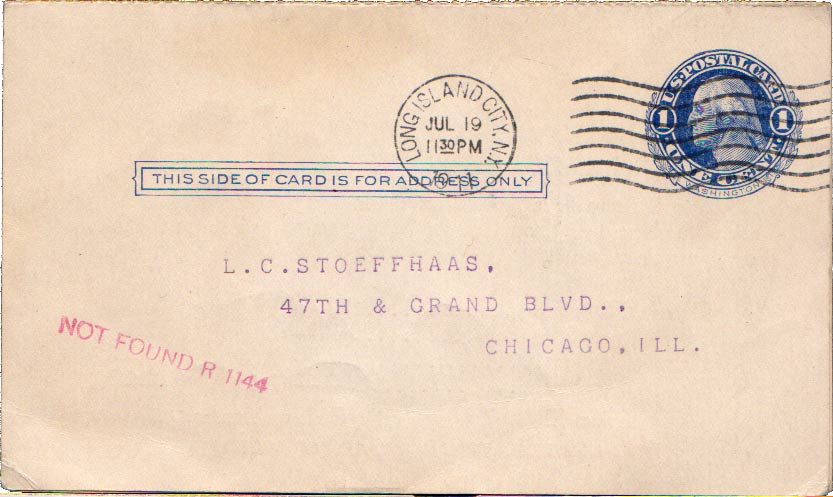 U.S. POSTAL CARD
1 1
ONE CENT
WASHINGTON
LONG ISLAND CITY, N.Y.
JUL 19
11 30 PM
THIS SIDE OF CARD IS FOR ADDRESS ONLY
L.C.STOEFFHAAS,
47TH & GRAND BLVD.,
CHICAGO, ILL.
NOT FOUND R 1144